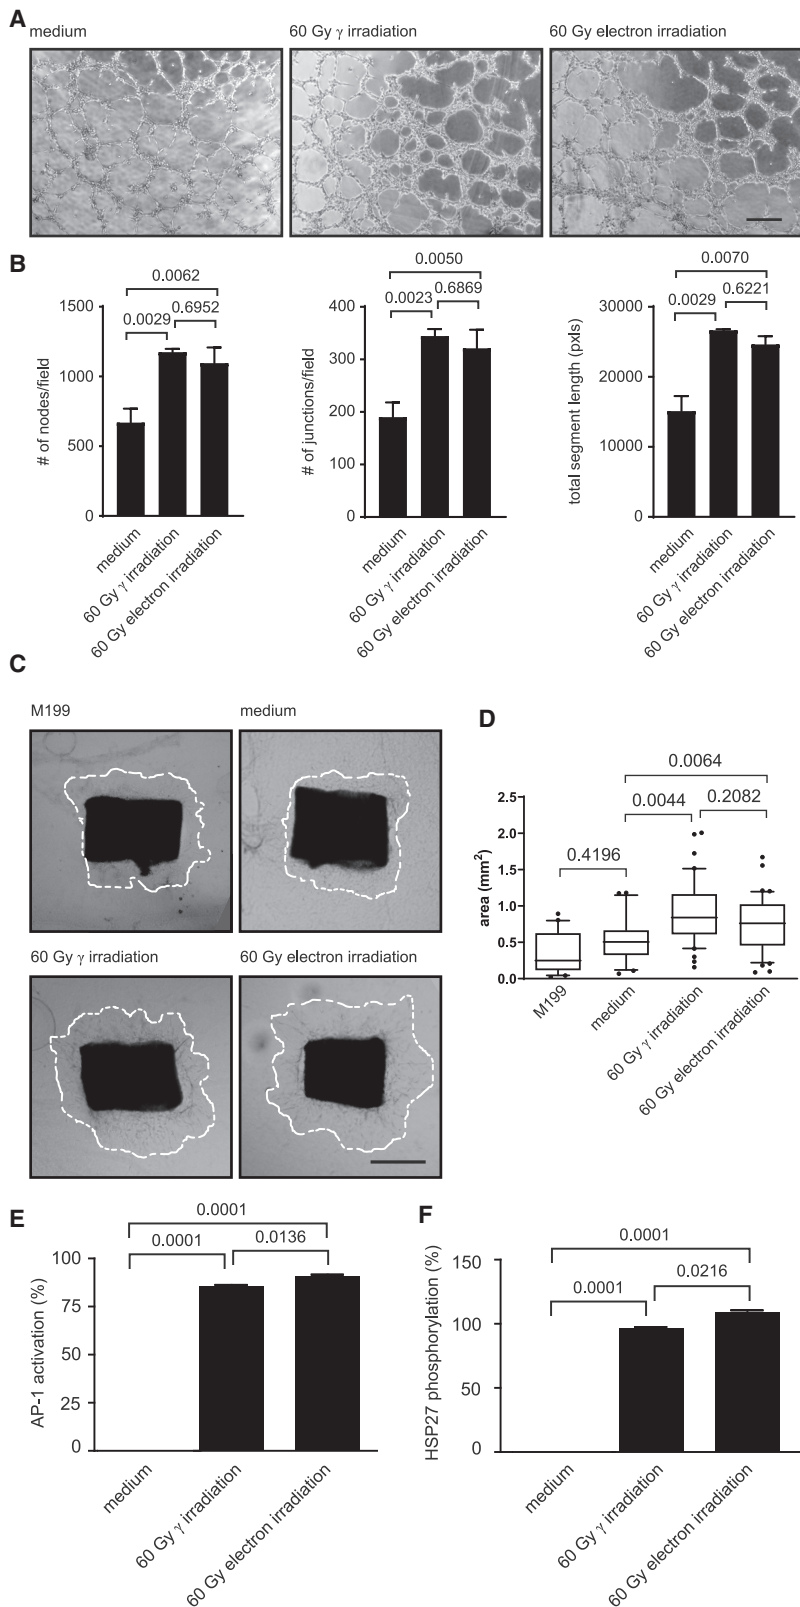 A
medium
60 Gy γ irradiation
60 Gy electron irradiation
B
0.0062
0.0029
0.6952
1500
1000
500
0
# of nodes/field
medium
60 Gy γ irradiation
60 Gy electron irradiation
0.0050
0.0023
0.6869
400
300
200
100
0
# of junctions/field
medium
60 Gy γ irradiation
60 Gy electron irradiation
0.0070
0.0029
0.6221
30000
20000
10000
0
total segment length (pxls)
medium
60 Gy γ irradiation
60 Gy electron irradiation
C
M199
medium
60 Gy γ irradiation
60 Gy electron irradiation
D
0.0064
0.0044
0.2082
0.4196
2.5
2.0
1.5
1.0
0.5
0.0
area (mm²)
M199
medium
60 Gy γ irradiation
60 Gy electron irradiation
E
0.0001
0.0001
0.0136
100
75
50
25
0
AP-1 activation (%)
medium
60 Gy γ irradiation
60 Gy electron irradiation
F
0.0001
0.0001
0.0216
150
100
50
0
HSP27 phosphorylation (%)
medium
60 Gy γ irradiation
60 Gy electron irradiation